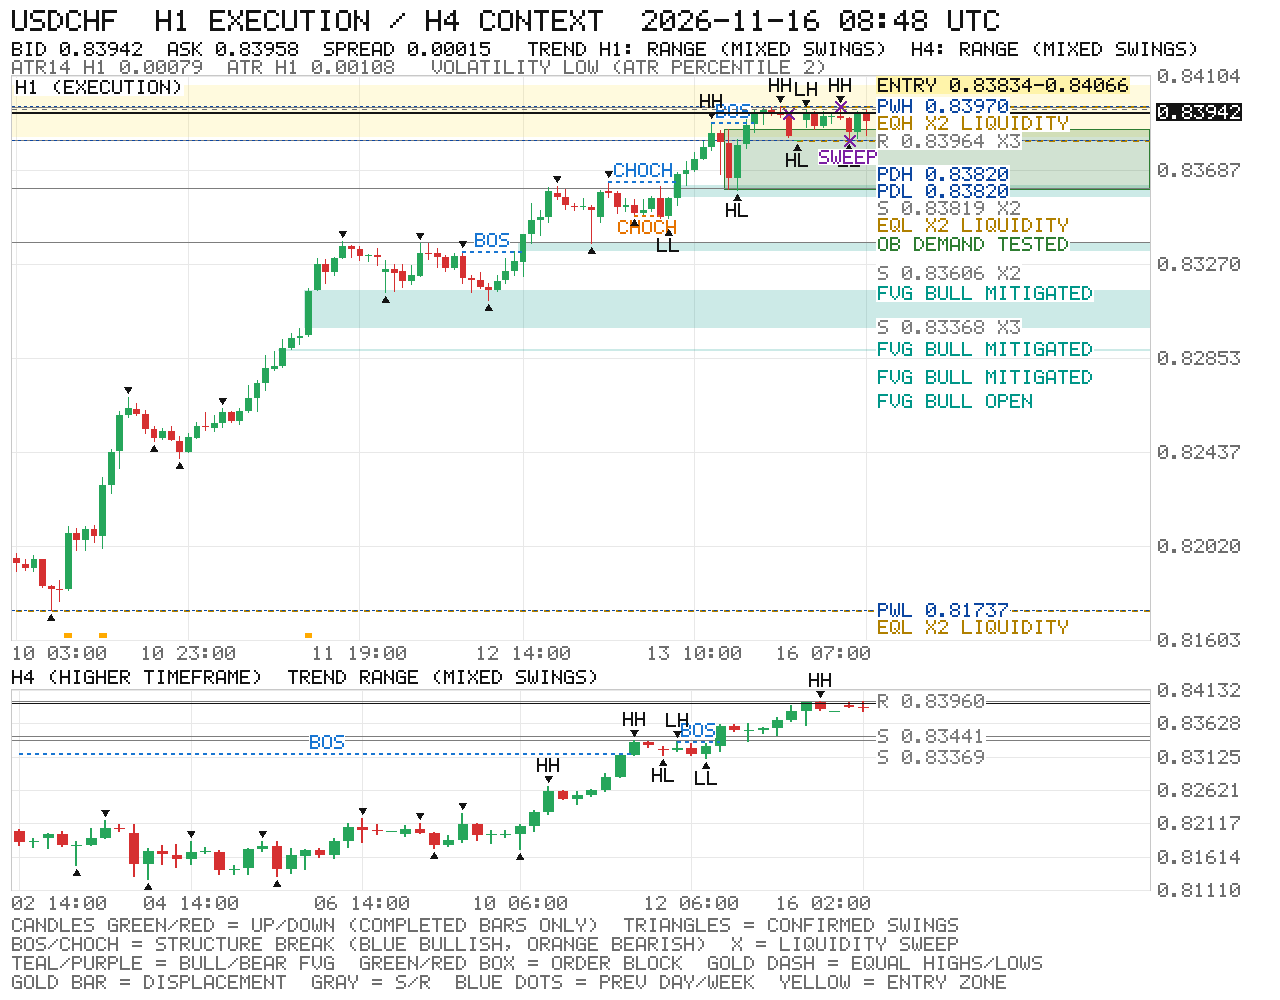 USDCHF  H1 EXECUTION / H4 CONTEXT  2026-11-16 08:48 UTC
BID 0.83942  ASK 0.83958  SPREAD 0.00015   TREND H1: RANGE (MIXED SWINGS)  H4: RANGE (MIXED SWINGS)
ATR14 H1 0.00079  ATR H1 0.00108   VOLATILITY LOW (ATR PERCENTILE 2)
H1 (EXECUTION)
HH
BOS
HH
LH
HH
HL
SWEEP
HL
CHOCH
CHOCH
LL
BOS
ENTRY 0.83834-0.84066
PWH 0.83970
EQH X2 LIQUIDITY
R 0.83964 X3
PDH 0.83820
PDL 0.83820
S 0.83819 X2
EQL X2 LIQUIDITY
OB DEMAND TESTED
S 0.83606 X2
FVG BULL MITIGATED
S 0.83368 X3
FVG BULL MITIGATED
FVG BULL MITIGATED
FVG BULL OPEN
PWL 0.81737
EQL X2 LIQUIDITY
0.84104
0.83942
0.83687
0.83270
0.82853
0.82437
0.82020
0.81603
10 03:00  10 23:00  11 19:00  12 14:00  13 10:00  16 07:00
H4 (HIGHER TIMEFRAME)  TREND RANGE (MIXED SWINGS)
BOS
HH
HH
HL
LH
BOS
LL
HH
R 0.83960
S 0.83441
S 0.83369
0.84132
0.83628
0.83125
0.82621
0.82117
0.81614
0.81110
02 14:00  04 14:00  06 14:00  10 06:00  12 06:00  16 02:00
CANDLES GREEN/RED = UP/DOWN (COMPLETED BARS ONLY)  TRIANGLES = CONFIRMED SWINGS
BOS/CHOCH = STRUCTURE BREAK (BLUE BULLISH, ORANGE BEARISH)  X = LIQUIDITY SWEEP
TEAL/PURPLE = BULL/BEAR FVG  GREEN/RED BOX = ORDER BLOCK  GOLD DASH = EQUAL HIGHS/LOWS
GOLD BAR = DISPLACEMENT  GRAY = S/R  BLUE DOTS = PREV DAY/WEEK  YELLOW = ENTRY ZONE